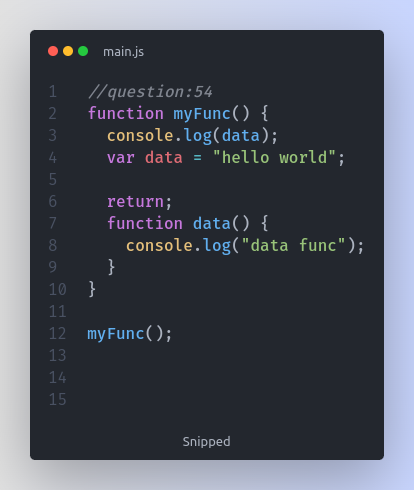 main.js
1 //question:54
2 function myFunc() {
3   console.log(data);
4   var data = "hello world";
5
6   return;
7   function data() {
8     console.log("data func");
9   }
10 }
11
12 myFunc();
13
14
15
Snipped